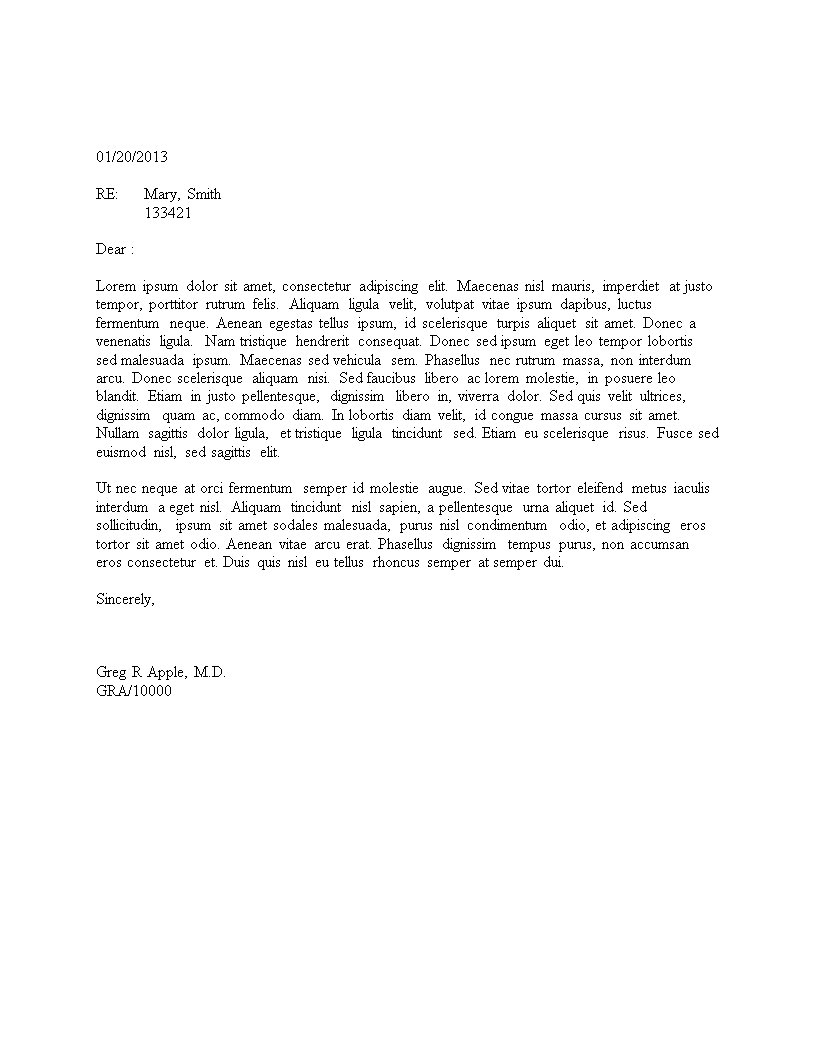 01/20/2013
RE: Mary, Smith
133421
Dear :
Lorem ipsum dolor sit amet, consectetur adipiscing elit. Maecenas nisl mauris, imperdiet at justo
tempor, porttitor rutrum felis. Aliquam ligula velit, volutpat vitae ipsum dapibus, luctus
fermentum neque. Aenean egestas tellus ipsum, id scelerisque turpis aliquet sit amet. Donec a
venenatis ligula. Nam tristique hendrerit consequat. Donec sed ipsum eget leo tempor lobortis
sed malesuada ipsum. Maecenas sed vehicula sem. Phasellus nec rutrum massa, non interdum
arcu. Donec scelerisque aliquam nisi. Sed faucibus libero ac lorem molestie, in posuere leo
blandit. Etiam in justo pellentesque, dignissim libero in, viverra dolor. Sed quis velit ultrices,
dignissim quam ac, commodo diam. In lobortis diam velit, id congue massa cursus sit amet.
Nullam sagittis dolor ligula, et tristique ligula tincidunt sed. Etiam eu scelerisque risus. Fusce sed
euismod nisl, sed sagittis elit.
Ut nec neque at orci fermentum semper id molestie augue. Sed vitae tortor eleifend metus iaculis
interdum a eget nisl. Aliquam tincidunt nisl sapien, a pellentesque urna aliquet id. Sed
sollicitudin, ipsum sit amet sodales malesuada, purus nisl condimentum odio, et adipiscing eros
tortor sit amet odio. Aenean vitae arcu erat. Phasellus dignissim tempus purus, non accumsan
eros consectetur et. Duis quis nisl eu tellus rhoncus semper at semper dui.
Sincerely,
Greg R Apple, M.D.
GRA/10000